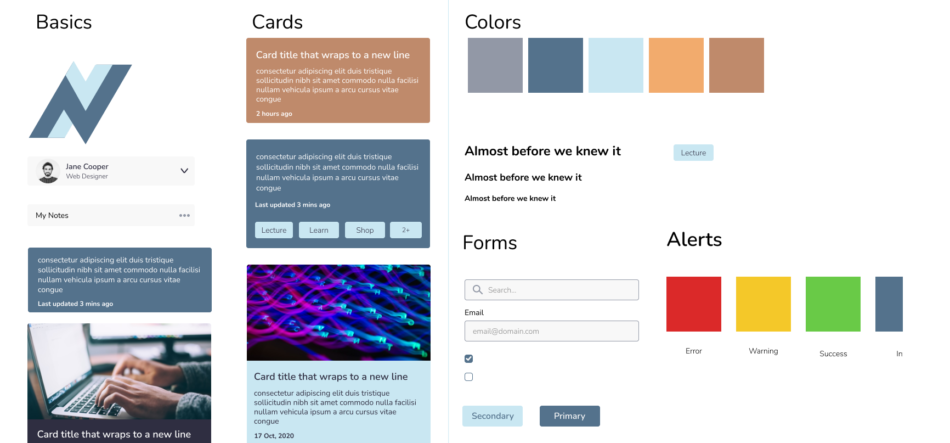 Basics
Jane Cooper
Web Designer
My Notes
consectetur adipiscing elit duis tristique
sollicitudin nibh sit amet commodo nulla facilisi
nullam vehicula ipsum a arcu cursus vitae
congue
Last updated 3 mins ago
Card title that wraps to a new line
Cards
Card title that wraps to a new line
consectetur adipiscing elit duis tristique
sollicitudin nibh sit amet commodo nulla facilisi
nullam vehicula ipsum a arcu cursus vitae
congue
2 hours ago
consectetur adipiscing elit duis tristique
sollicitudin nibh sit amet commodo nulla facilisi
nullam vehicula ipsum a arcu cursus vitae
congue
Last updated 3 mins ago
Lecture Learn Shop 2+
Card title that wraps to a new line
consectetur adipiscing elit duis tristique
sollicitudin nibh sit amet commodo nulla facilisi
nullam vehicula ipsum a arcu cursus vitae
congue
17 Oct, 2020
Colors
Almost before we knew it
Lecture
Almost before we knew it
Almost before we knew it
Forms
Search...
Email
email@domain.com
Secondary Primary
Alerts
Error Warning Success In